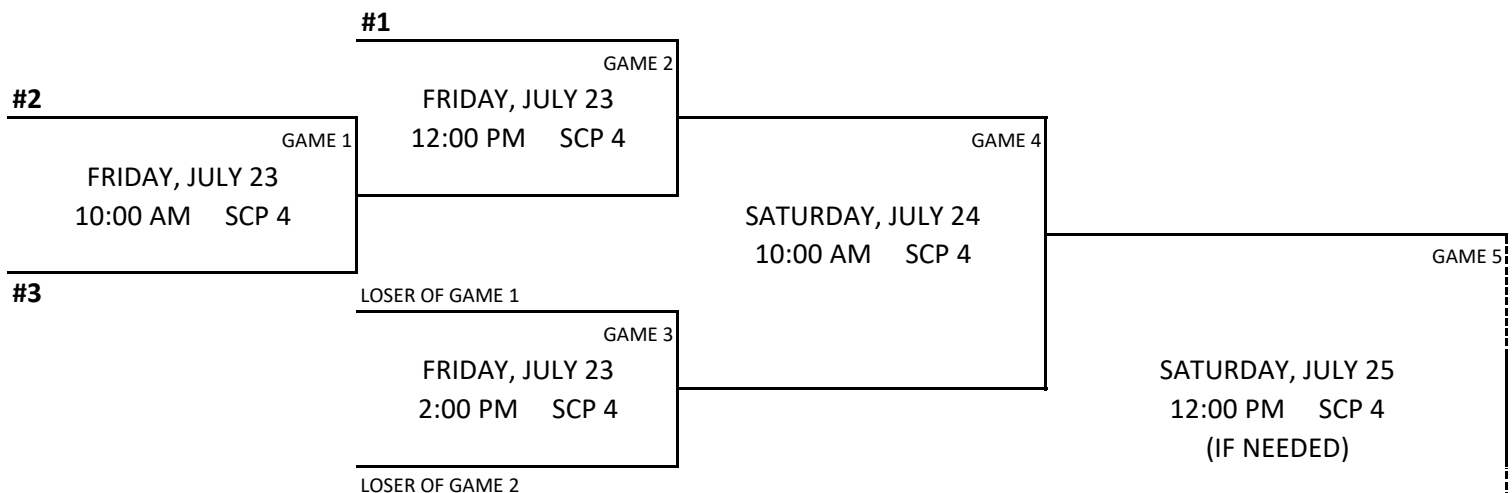 #1
GAME 2
FRIDAY, JULY 23
12:00 PM SCP 4
#2
GAME 1
FRIDAY, JULY 23
10:00 AM SCP 4
#3
GAME 4
SATURDAY, JULY 24
10:00 AM SCP 4
LOSER OF GAME 1
GAME 3
FRIDAY, JULY 23
2:00 PM SCP 4
LOSER OF GAME 2
GAME 5
SATURDAY, JULY 25
12:00 PM SCP 4
(IF NEEDED)